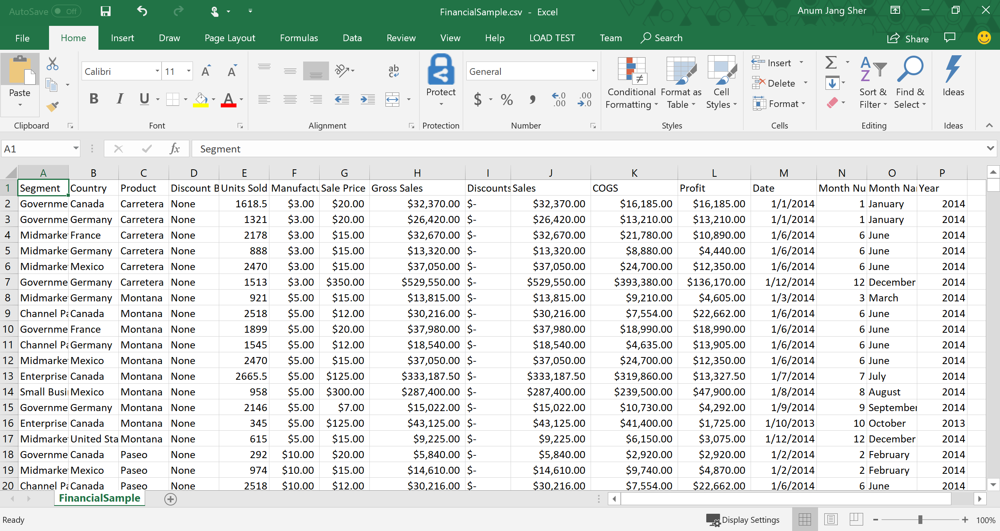 AutoSave Off FinancialSample.csv - Excel Anum Jang Sher
File Home Insert Draw Page Layout Formulas Data Review View Help LOAD TEST Team Search Share
Paste
Calibri 11
B I U A
ab
Protect
General
$ % , .0 .00 .00 .0
Conditional Formatting
Format as Table
Cell Styles
Insert
Delete
Format
Σ
A Z
Sort & Filter
Find & Select
Ideas
Clipboard Font Alignment Protection Number Styles Cells Editing Ideas
A1 fx Segment
A B C D E F G H I J K L M N O P
1 Segment Country Product Discount B Units Sold Manufactu Sale Price Gross Sales Discounts Sales COGS Profit Date Month Nu Month Na Year
2 Governme Canada Carretera None 1618.5 $3.00 $20.00 $32,370.00 $- $32,370.00 $16,185.00 $16,185.00 1/1/2014 1 January 2014
3 Governme Germany Carretera None 1321 $3.00 $20.00 $26,420.00 $- $26,420.00 $13,210.00 $13,210.00 1/1/2014 1 January 2014
4 Midmarke France Carretera None 2178 $3.00 $15.00 $32,670.00 $- $32,670.00 $21,780.00 $10,890.00 1/6/2014 6 June 2014
5 Midmarke Germany Carretera None 888 $3.00 $15.00 $13,320.00 $- $13,320.00 $8,880.00 $4,440.00 1/6/2014 6 June 2014
6 Midmarke Mexico Carretera None 2470 $3.00 $15.00 $37,050.00 $- $37,050.00 $24,700.00 $12,350.00 1/6/2014 6 June 2014
7 Governme Germany Carretera None 1513 $3.00 $350.00 $529,550.00 $- $529,550.00 $393,380.00 $136,170.00 1/12/2014 12 December 2014
8 Midmarke Germany Montana None 921 $5.00 $15.00 $13,815.00 $- $13,815.00 $9,210.00 $4,605.00 1/3/2014 3 March 2014
9 Channel Pa Canada Montana None 2518 $5.00 $12.00 $30,216.00 $- $30,216.00 $7,554.00 $22,662.00 1/6/2014 6 June 2014
10 Governme France Montana None 1899 $5.00 $20.00 $37,980.00 $- $37,980.00 $18,990.00 $18,990.00 1/6/2014 6 June 2014
11 Channel Pa Germany Montana None 1545 $5.00 $12.00 $18,540.00 $- $18,540.00 $4,635.00 $13,905.00 1/6/2014 6 June 2014
12 Midmarke Mexico Montana None 2470 $5.00 $15.00 $37,050.00 $- $37,050.00 $24,700.00 $12,350.00 1/6/2014 6 June 2014
13 Enterprise Canada Montana None 2665.5 $5.00 $125.00 $333,187.50 $- $333,187.50 $319,860.00 $13,327.50 1/7/2014 7 July 2014
14 Small Busi Mexico Montana None 958 $5.00 $300.00 $287,400.00 $- $287,400.00 $239,500.00 $47,900.00 1/8/2014 8 August 2014
15 Governme Germany Montana None 2146 $5.00 $7.00 $15,022.00 $- $15,022.00 $10,730.00 $4,292.00 1/9/2014 9 September 2014
16 Enterprise Canada Montana None 345 $5.00 $125.00 $43,125.00 $- $43,125.00 $41,400.00 $1,725.00 1/10/2013 10 October 2013
17 Midmarke United Sta Montana None 615 $5.00 $15.00 $9,225.00 $- $9,225.00 $6,150.00 $3,075.00 1/12/2014 12 December 2014
18 Governme Canada Paseo None 292 $10.00 $20.00 $5,840.00 $- $5,840.00 $2,920.00 $2,920.00 1/2/2014 2 February 2014
19 Midmarke Mexico Paseo None 974 $10.00 $15.00 $14,610.00 $- $14,610.00 $9,740.00 $4,870.00 1/2/2014 2 February 2014
20 Channel Pa Canada Paseo None 2518 $10.00 $12.00 $30,216.00 $- $30,216.00 $7,554.00 $22,662.00 1/6/2014 6 June 2014
FinancialSample
Ready Display Settings 100%